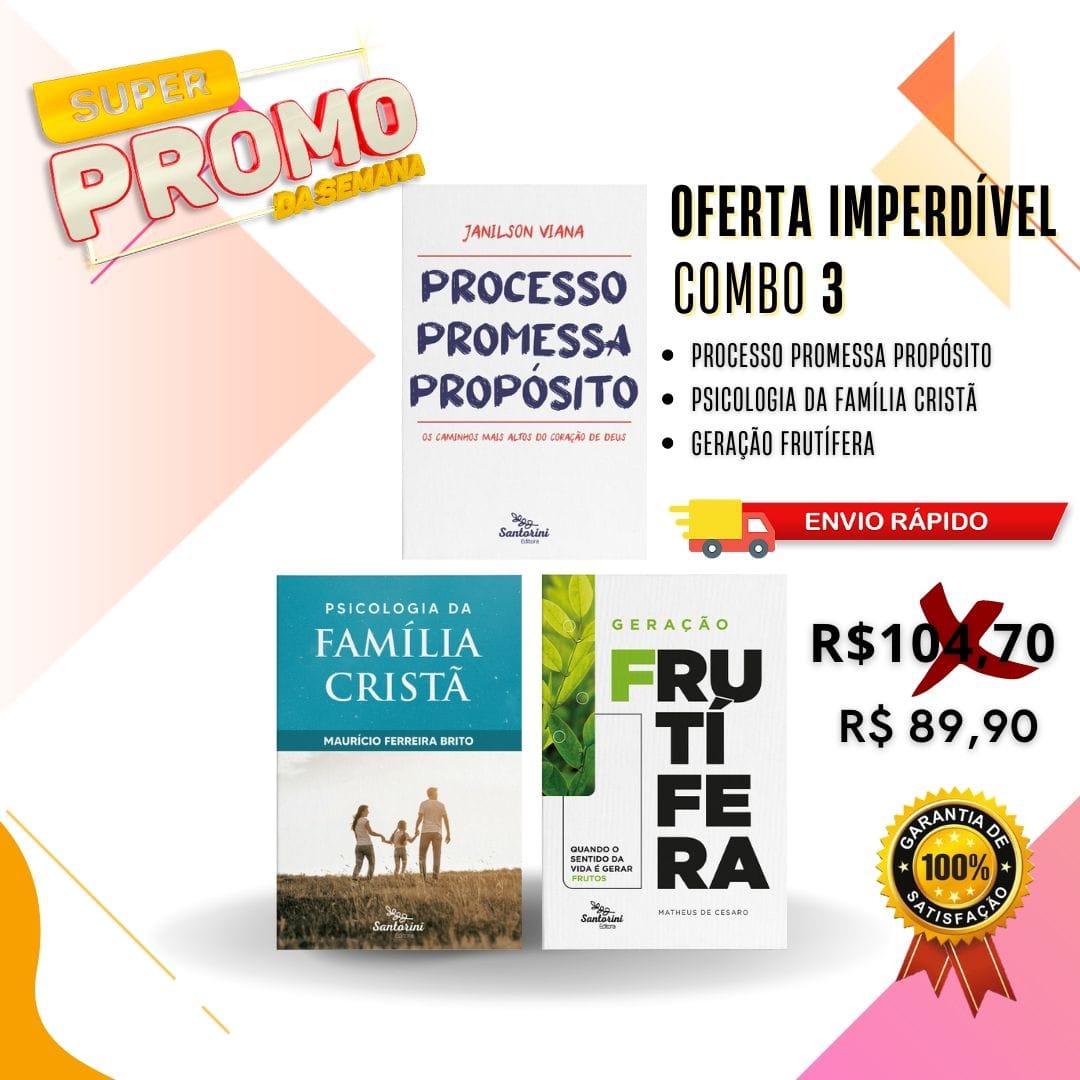 SUPER
PROMO
DA SEMANA
OFERTA IMPERDÍVEL
COMBO 3
PROCESSO PROMESSA PROPÓSITO
PSICOLOGIA DA FAMÍLIA CRISTÃ
GERAÇÃO FRUTÍFERA
JANILSON VIANA
PROCESSO
PROMESSA
PROPÓSITO
OS CAMINHOS MAIS ALTOS DO CORAÇÃO DE DEUS
Santorini
Editora
ENVIO RÁPIDO
PSICOLOGIA DA
FAMÍLIA
CRISTÃ
MAURÍCIO FERREIRA BRITO
Santorini
Editora
GERAÇÃO
FRU
TÍ
FE
RA
QUANDO O
SENTIDO DA
VIDA É GERAR
FRUTOS
MATHEUS DE CESARO
Santorini
Editora
R$104,70
R$ 89,90
GARANTIA DE
100%
SATISFAÇÃO